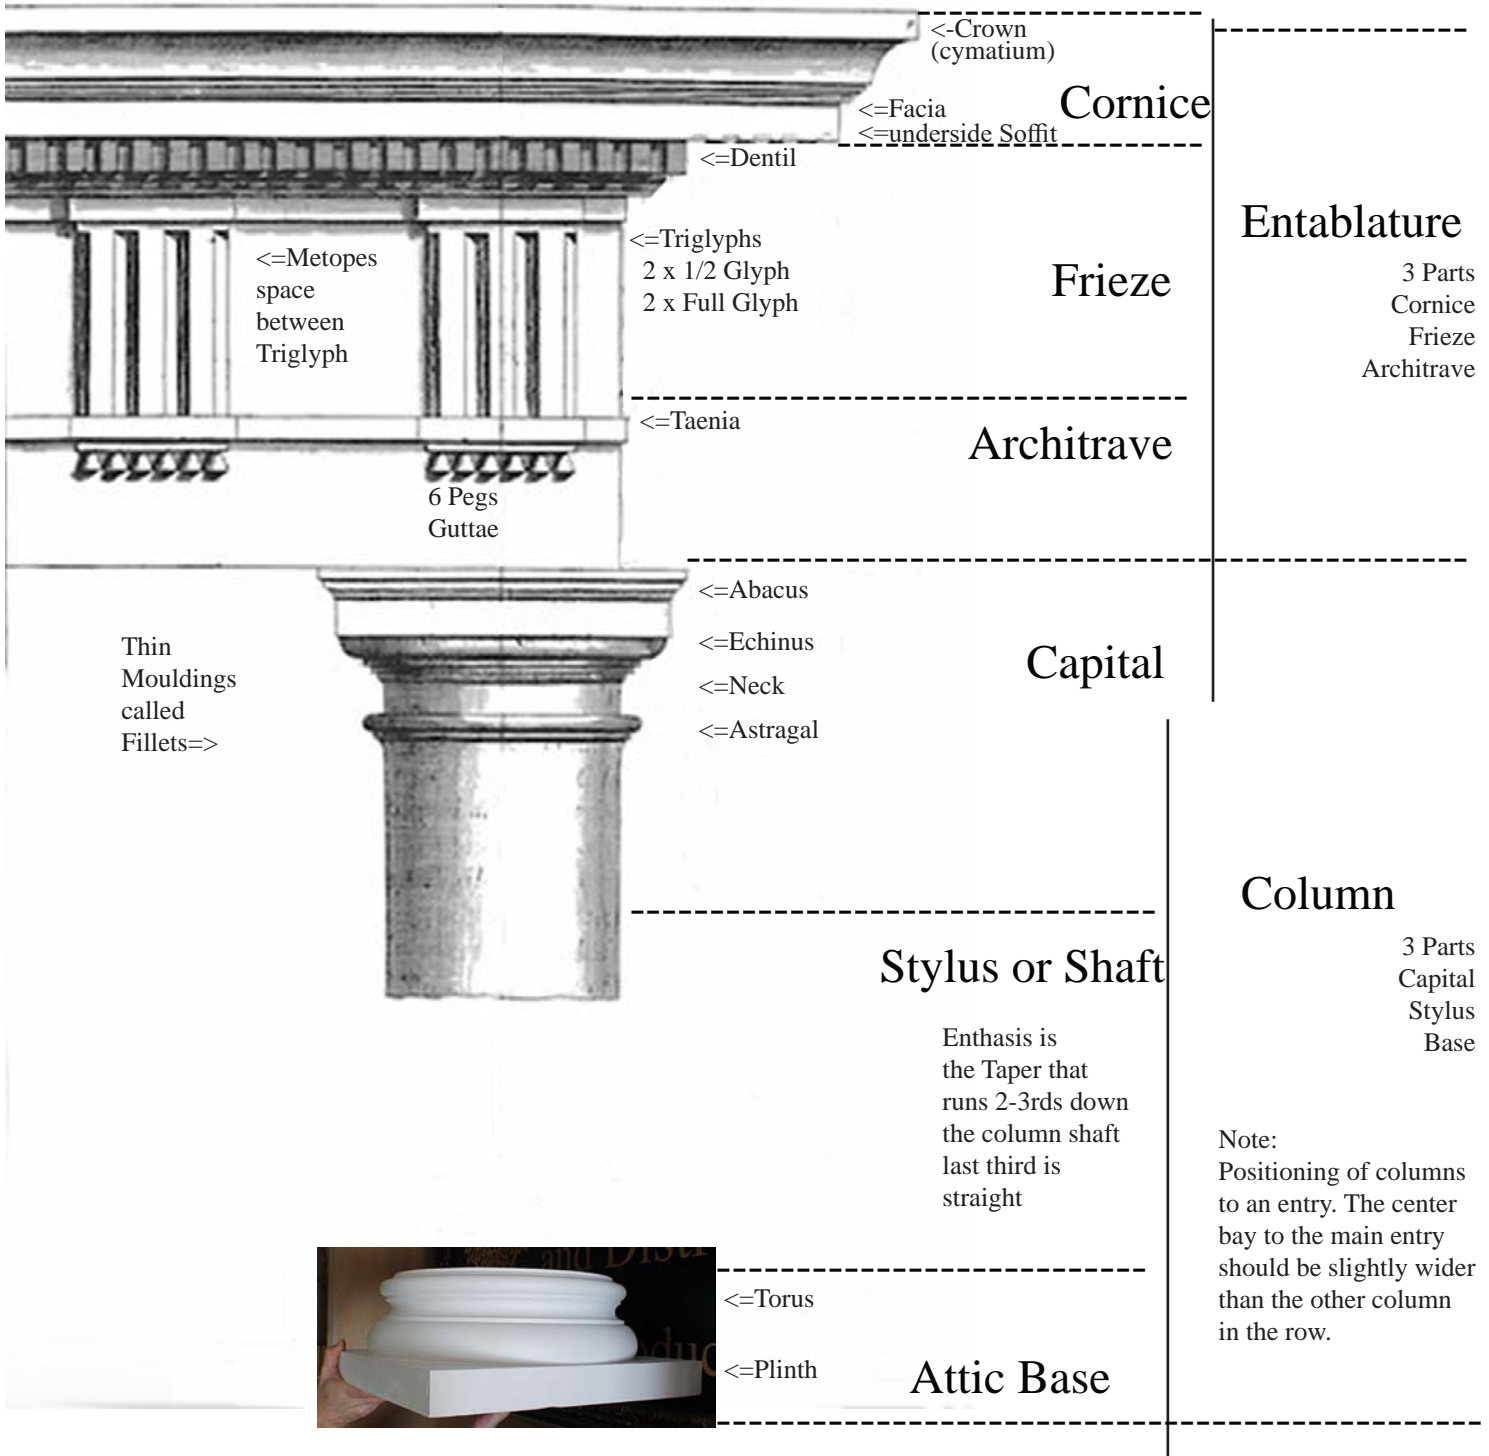 <-Crown
(cymatium)
Cornice
<=Facia
<=underside Soffit
<=Dentil
Entablature
3 Parts
Cornice
Frieze
Architrave
<=Metopes
space
between
Triglyph
<=Triglyphs
2 x 1/2 Glyph
2 x Full Glyph
Frieze
<=Taenia
Architrave
6 Pegs
Guttae
<=Abacus
<=Echinus
<=Neck
<=Astragal
Capital
Thin
Mouldings
called
Fillets=>
Column
3 Parts
Capital
Stylus
Base
Stylus or Shaft
Enthasis is
the Taper that
runs 2-3rds down
the column shaft
last third is
straight
Note:
Positioning of columns
to an entry. The center
bay to the main entry
should be slightly wider
than the other column
in the row.
and Distr
<=Torus
<=Plinth
Attic Base